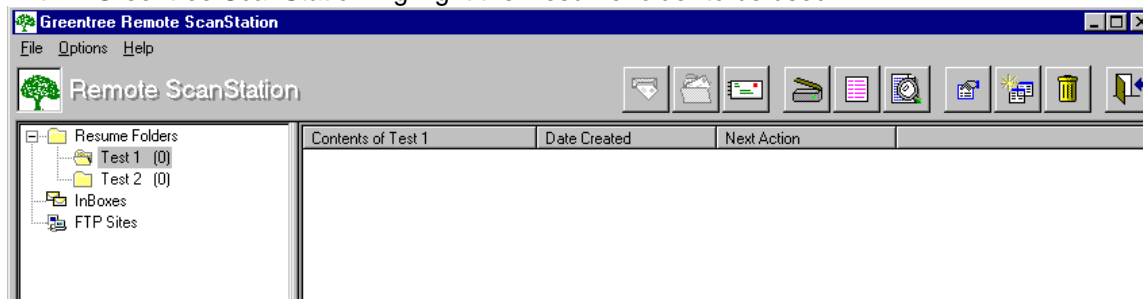 Greentree Remote ScanStation
File Options Help
Remote ScanStation
Resume Folders
Test 1 (0)
Test 2 (0)
InBoxes
FTP Sites
Contents of Test 1 Date Created Next Action